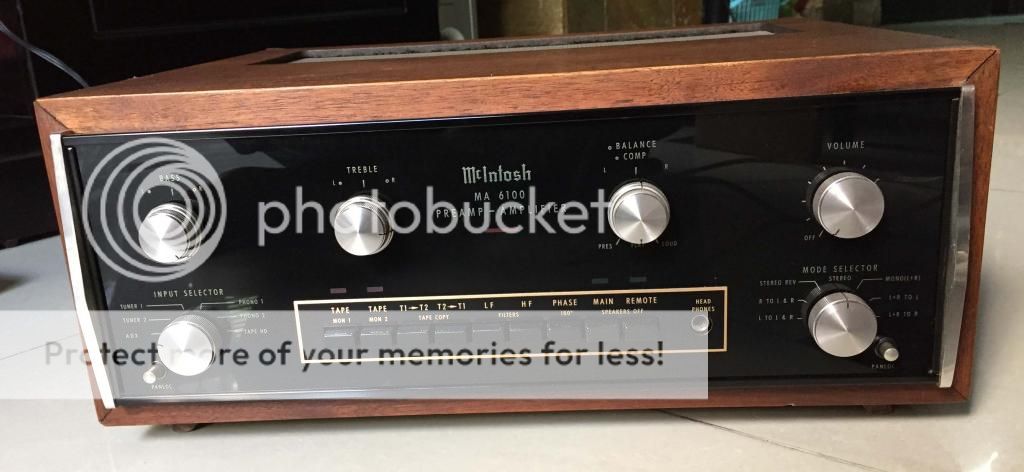 BALANCE
COMP
L R
PRES LOUD
VOLUME
OFF
BASS
L R
TREBLE
L R
McIntosh
MA 6100
PREAMP-AMPLIFIER
photobucket
INPUT SELECTOR
TUNER 1
TUNER 2
AUX
PHONO 1
PHONO 2
TAPE HD
PANLOC
TAPE TAPE T1→T2 T2→T1 LF HF PHASE MAIN REMOTE
MON 1 MON 2 TAPE COPY FILTERS 180° SPEAKERS OFF
HEAD
PHONES
MODE SELECTOR
STEREO
STEREO REV MONO(L+R)
R TO L & R L+R TO L
L TO L & R L+R TO R
PANLOC
Protect more of your memories for less!